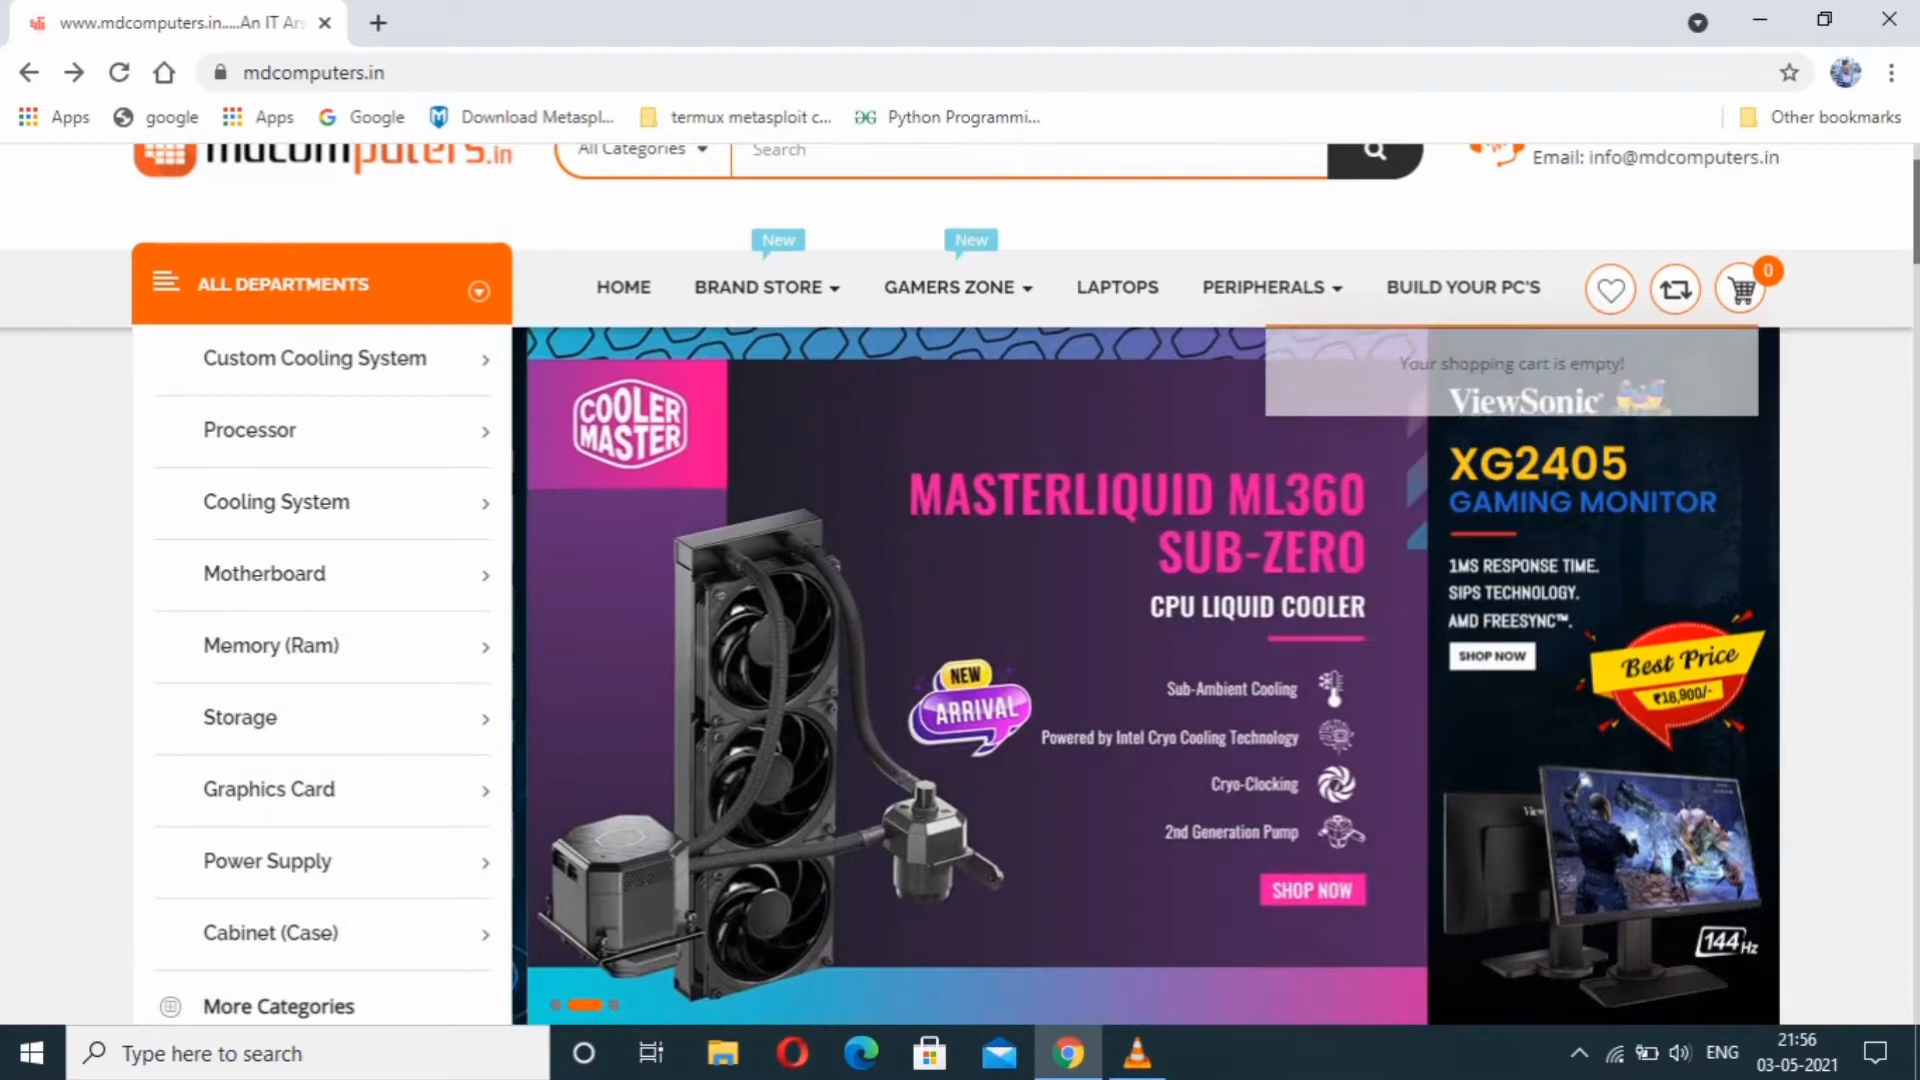 www.mdcomputers.in.....An IT Ars
mdcomputers.in
Apps
google
Apps
Google
Download Metaspl...
termux metasploit c...
Python Programmi...
Other bookmarks
mdcomputers.in
All Categories
Search
Email: info@mdcomputers.in
New
New
ALL DEPARTMENTS
HOME
BRAND STORE
GAMERS ZONE
LAPTOPS
PERIPHERALS
BUILD YOUR PC'S
0
Custom Cooling System
Processor
Cooling System
Motherboard
Memory (Ram)
Storage
Graphics Card
Power Supply
Cabinet (Case)
More Categories
Your shopping cart is empty!
COOLER
MASTER
MASTERLIQUID ML360
SUB-ZERO
CPU LIQUID COOLER
NEW
ARRIVAL
Sub-Ambient Cooling
Powered by Intel Cryo Cooling Technology
Cryo-Clocking
2nd Generation Pump
SHOP NOW
ViewSonic
XG2405
GAMING MONITOR
1MS RESPONSE TIME.
SIPS TECHNOLOGY.
AMD FREESYNC™.
SHOP NOW
Best Price
₹16,900/-
144Hz
Type here to search
ENG
21:56
03-05-2021